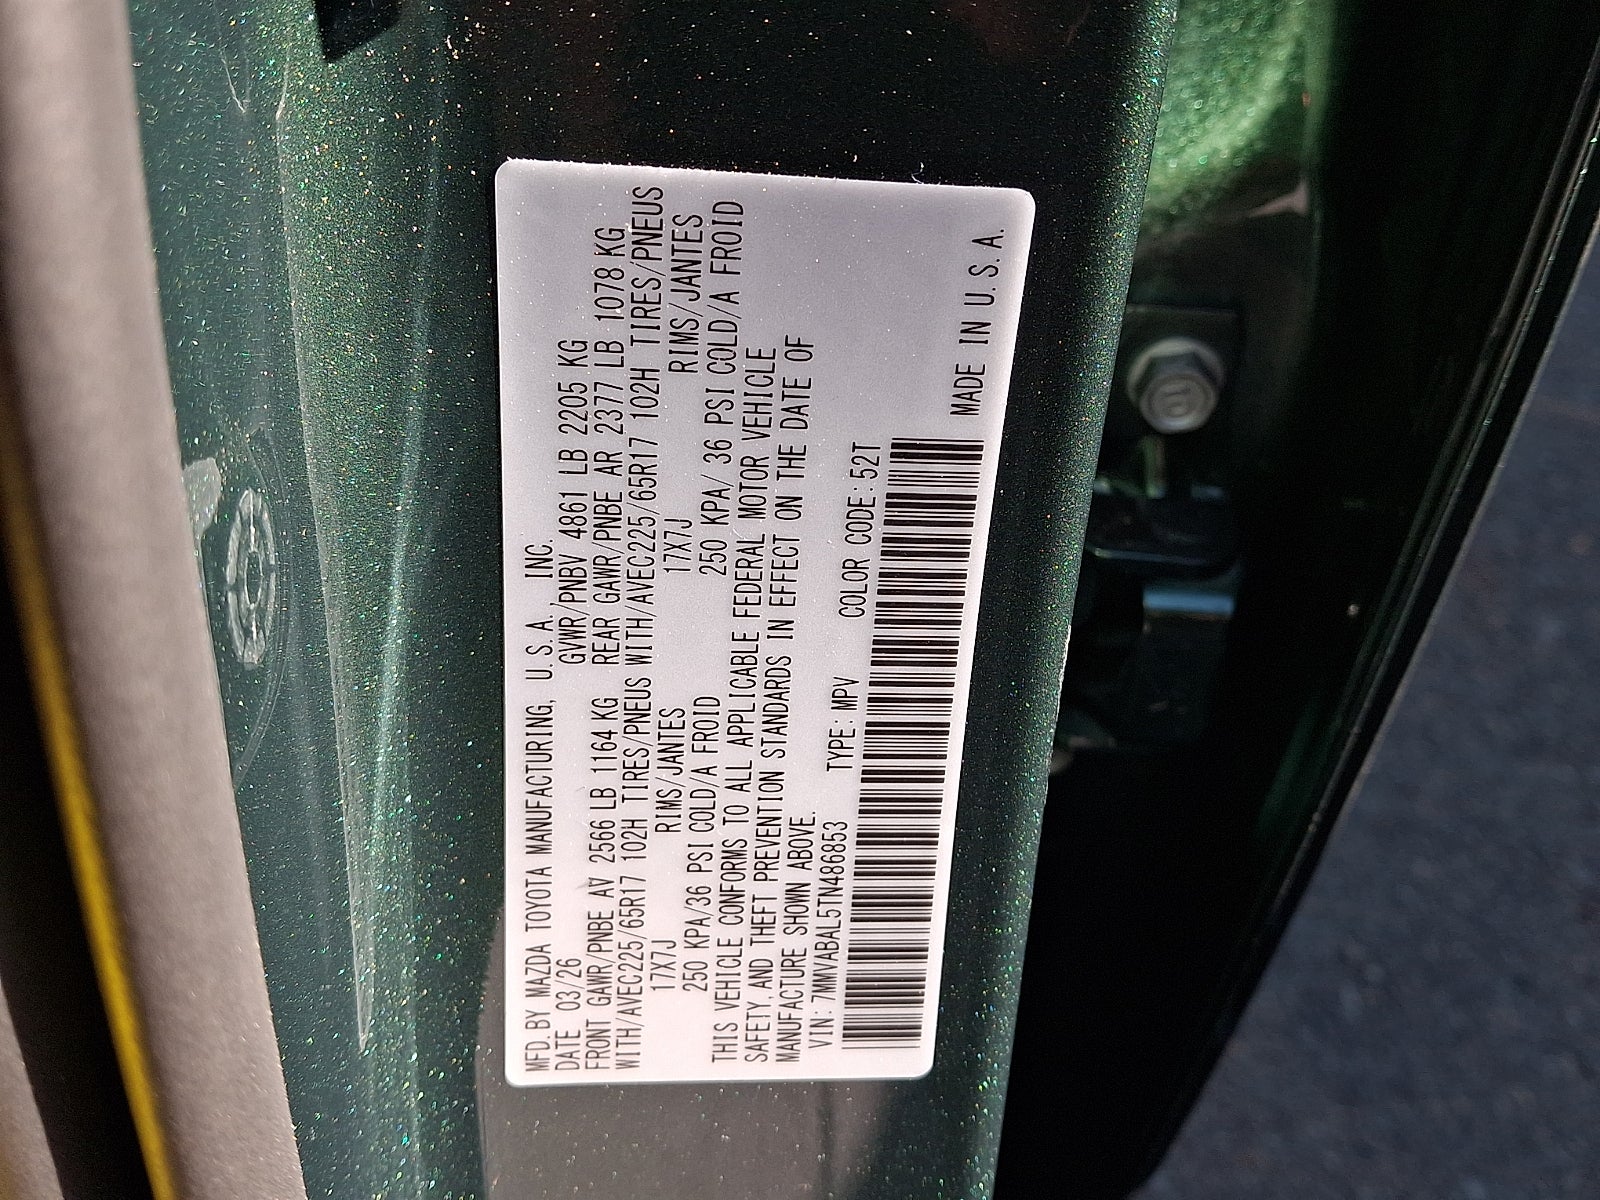 MFD. BY MAZDA TOYOTA MANUFACTURING, U.S.A. INC.
DATE 03/26 GVWR/PNBV 4861 LB 2205 KG
FRONT GAWR/PNBE AV 2566 LB 1164 KG REAR GAWR/PNBE AR 2377 LB 1078 KG
WITH/AVEC225/65R17 102H TIRES/PNEUS WITH/AVEC225/65R17 102H TIRES/PNEUS
17X7J RIMS/JANTES 17X7J RIMS/JANTES
250 KPA/36 PSI COLD/A FROID 250 KPA/ 36 PSI COLD/A FROID
THIS VEHICLE CONFORMS TO ALL APPLICABLE FEDERAL MOTOR VEHICLE
SAFETY, AND THEFT PREVENTION STANDARDS IN EFFECT ON THE DATE OF
MANUFACTURE SHOWN ABOVE.
VIN: 7MMVABAL5TN486853 TYPE: MPV COLOR CODE: 52T
MADE IN U.S.A.